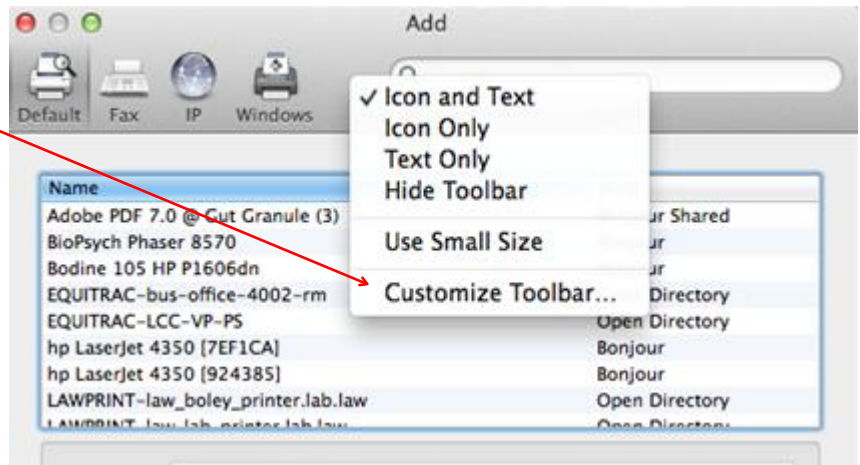 Add
Default Fax IP Windows
✓ Icon and Text
Icon Only
Text Only
Hide Toolbar
Use Small Size
Customize Toolbar...
Name
Adobe PDF 7.0 @ Gut Granule (3) ur Shared
BioPsych Phaser 8570 ur
Bodine 105 HP P1606dn ur
EQUITRAC-bus-office-4002-rm Directory
EQUITRAC-LCC-VP-PS Open Directory
hp LaserJet 4350 [7EF1CA] Bonjour
hp LaserJet 4350 [924385] Bonjour
LAWPRINT-law_boley_printer.lab.law Open Directory